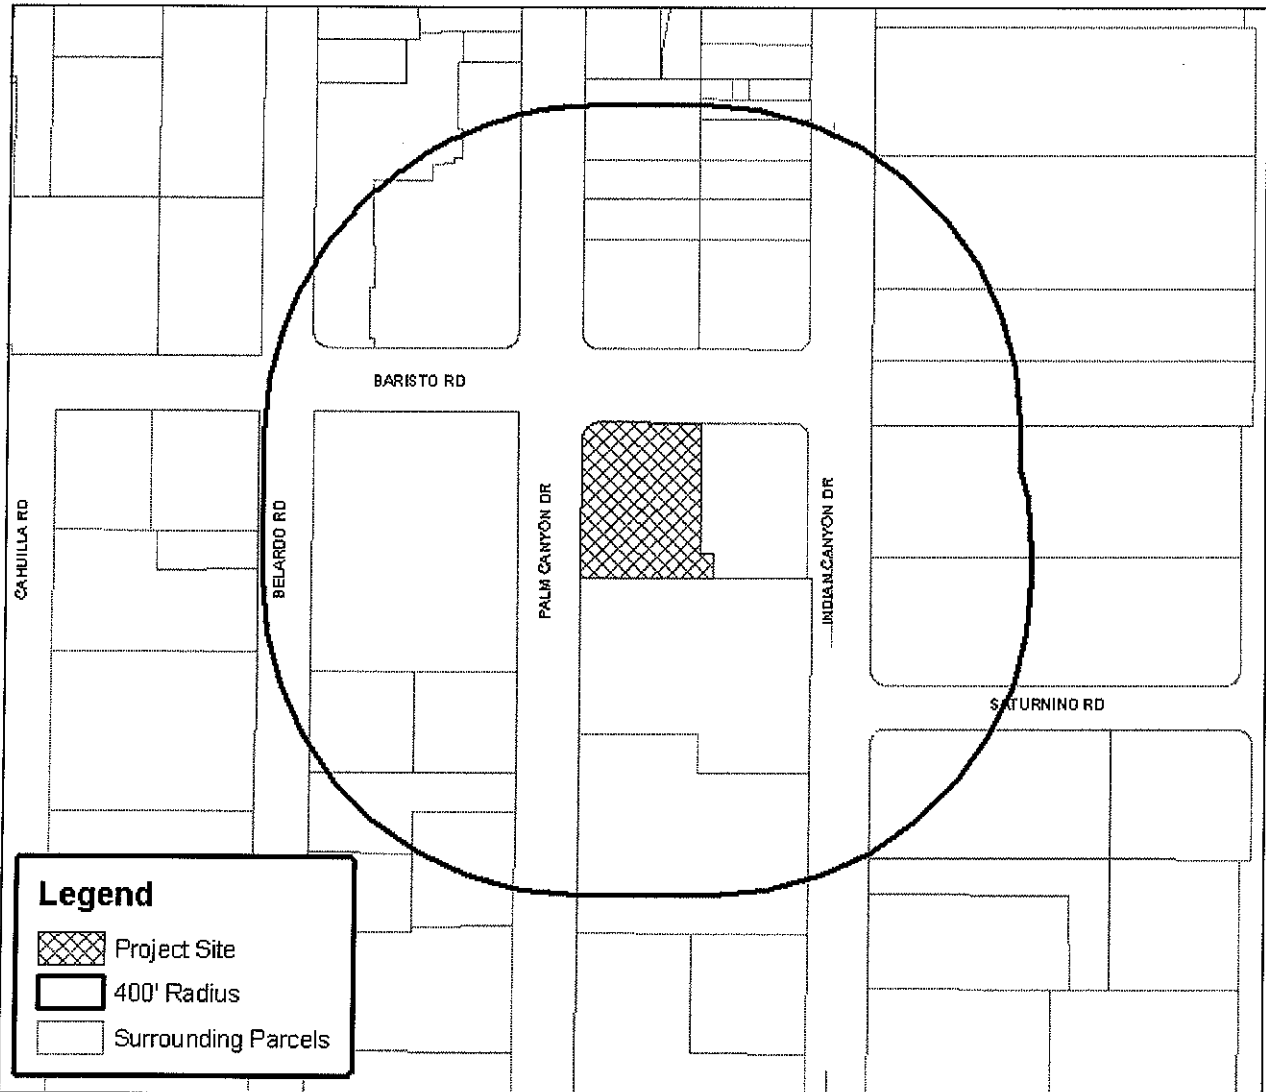 BARISTO RD
CAHUILLA RD
BELARDO RD
PALM CANYON DR
INDIAN CANYON DR
SATURNINO RD
Legend
Project Site
400' Radius
Surrounding Parcels